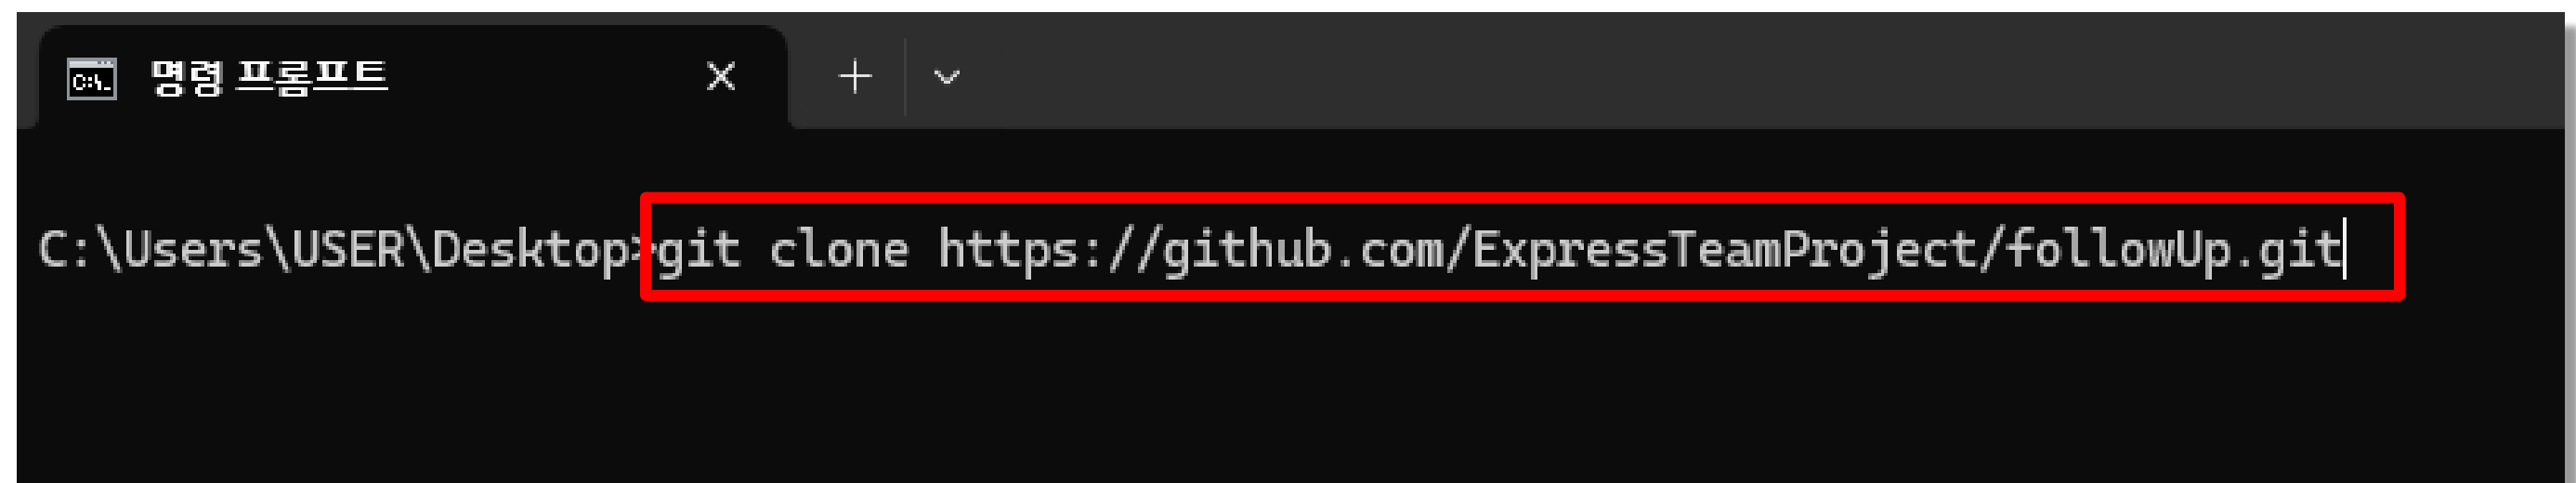 명령 프롬프트
C:\Users\USER\Desktop>git clone https://github.com/ExpressTeamProject/followUp.git